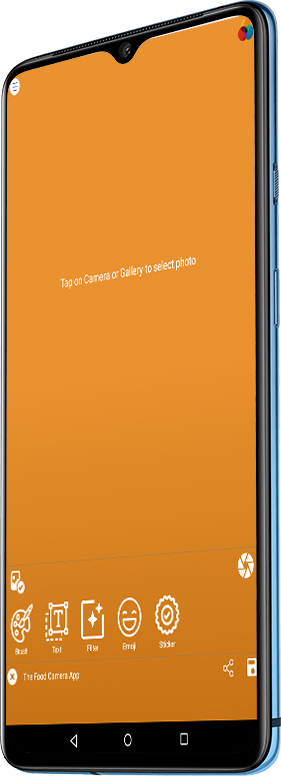 Tap on Camera or Gallery to select photo
Brush Text Filter Emoji Sticker
The Food Camera App